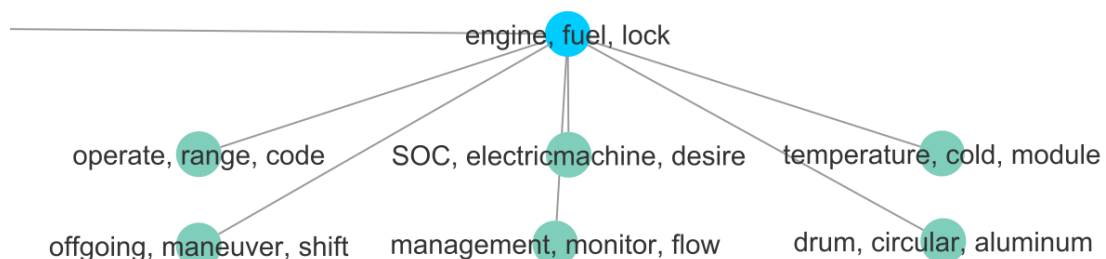 engine, fuel, lock
operate, range, code
SOC, electricmachine, desire
temperature, cold, module
offgoing, maneuver, shift
management, monitor, flow
drum, circular, aluminum